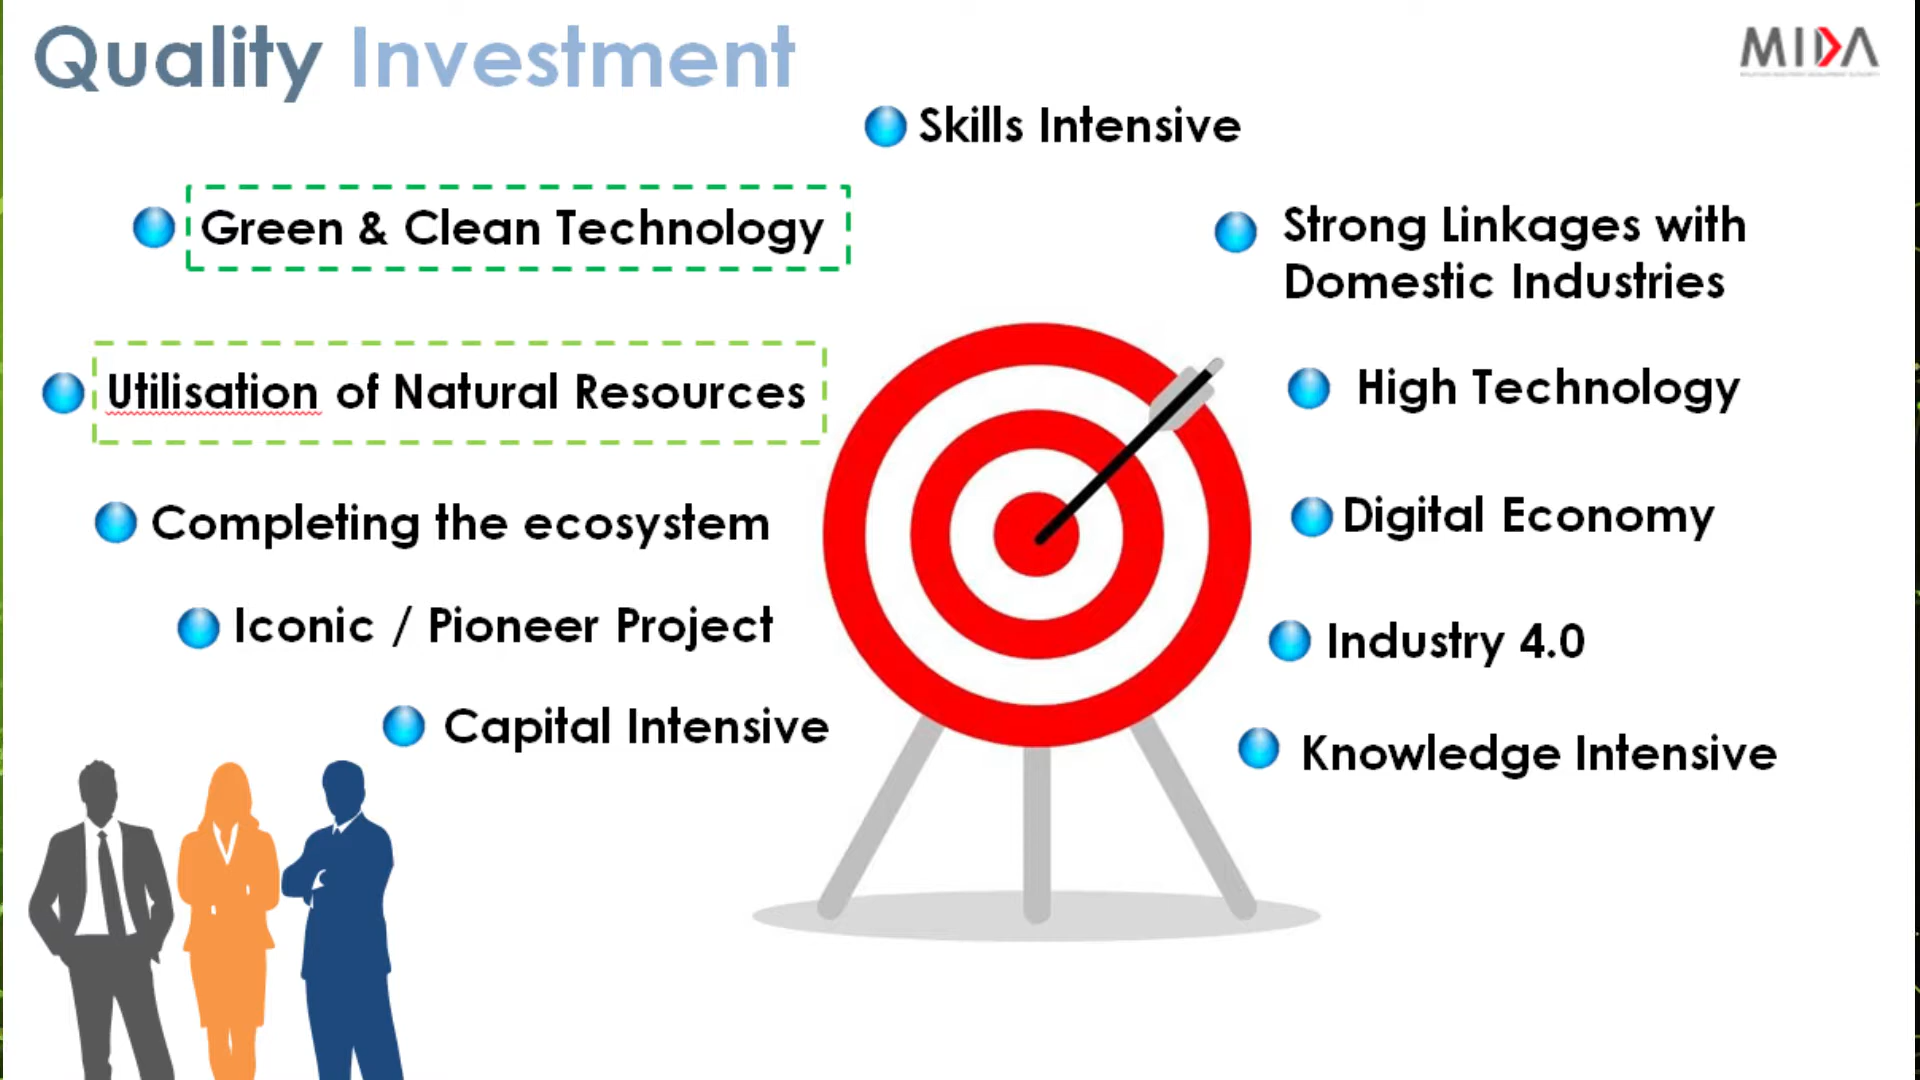 Quality Investment
MIDA
Skills Intensive
Green & Clean Technology
Strong Linkages with
Domestic Industries
Utilisation of Natural Resources
High Technology
Completing the ecosystem
Digital Economy
Iconic / Pioneer Project
Industry 4.0
Capital Intensive
Knowledge Intensive